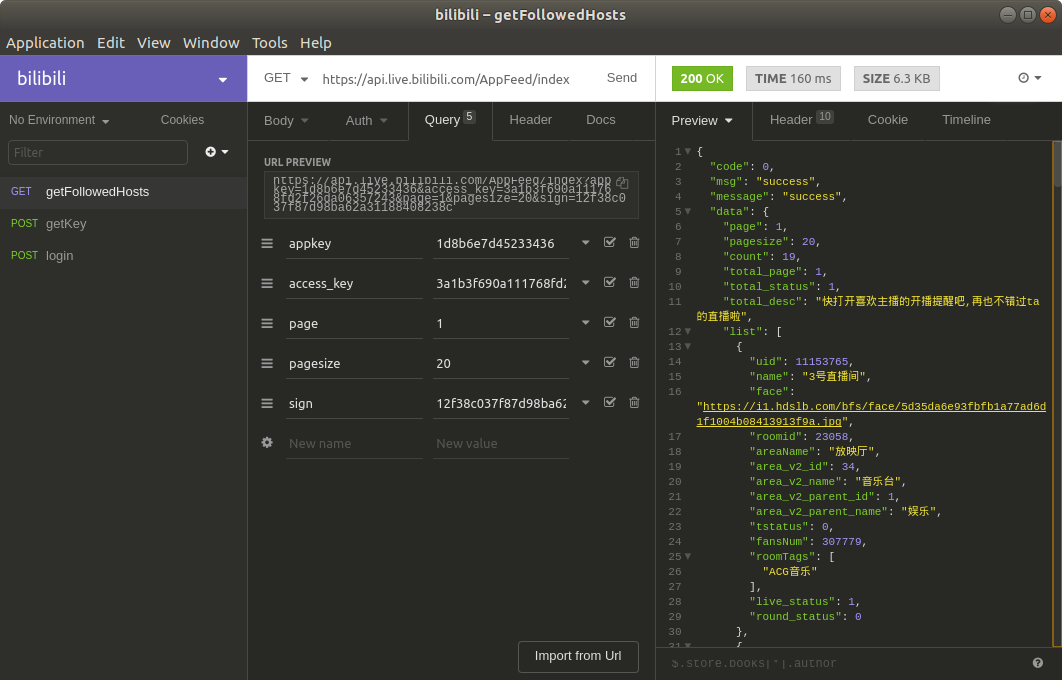 bilibili – getFollowedHosts
Application Edit View Window Tools Help
bilibili
GET https://api.live.bilibili.com/AppFeed/index Send
200 OK TIME 160 ms SIZE 6.3 KB
No Environment Cookies
Body Auth Query 5 Header Docs
Preview Header 10 Cookie Timeline
Filter
GET getFollowedHosts
POST getKey
POST login
URL PREVIEW
https://api.live.bilibili.com/AppFeed/index?app
key=1d8b6e7d45233436&access_key=3a1b3f690a11176
8fd2f26da06357243&page=1&pagesize=20&sign=12f38c0
37f87d98ba62a31188408238c
appkey 1d8b6e7d45233436
access_key 3a1b3f690a111768fd2
page 1
pagesize 20
sign 12f38c037f87d98ba62
New name New value
Import from Url
1 {
2 "code": 0,
3 "msg": "success",
4 "message": "success",
5 "data": {
6 "page": 1,
7 "pagesize": 20,
8 "count": 19,
9 "total_page": 1,
10 "total_status": 1,
11 "total_desc": "快打开喜欢主播的开播提醒吧,再也不错过ta
的直播啦",
12 "list": [
13 {
14 "uid": 11153765,
15 "name": "3号直播间",
16 "face":
"https://i1.hdslb.com/bfs/face/5d35da6e93fbfb1a77ad6d
1f1004b08413913f9a.jpg",
17 "roomid": 23058,
18 "areaName": "放映厅",
19 "area_v2_id": 34,
20 "area_v2_name": "音乐台",
21 "area_v2_parent_id": 1,
22 "area_v2_parent_name": "娱乐",
23 "tstatus": 0,
24 "fansNum": 307779,
25 "roomTags": [
26 "ACG音乐"
27 ],
28 "live_status": 1,
29 "round_status": 0
30 },
31 {
$.store.books[*].author